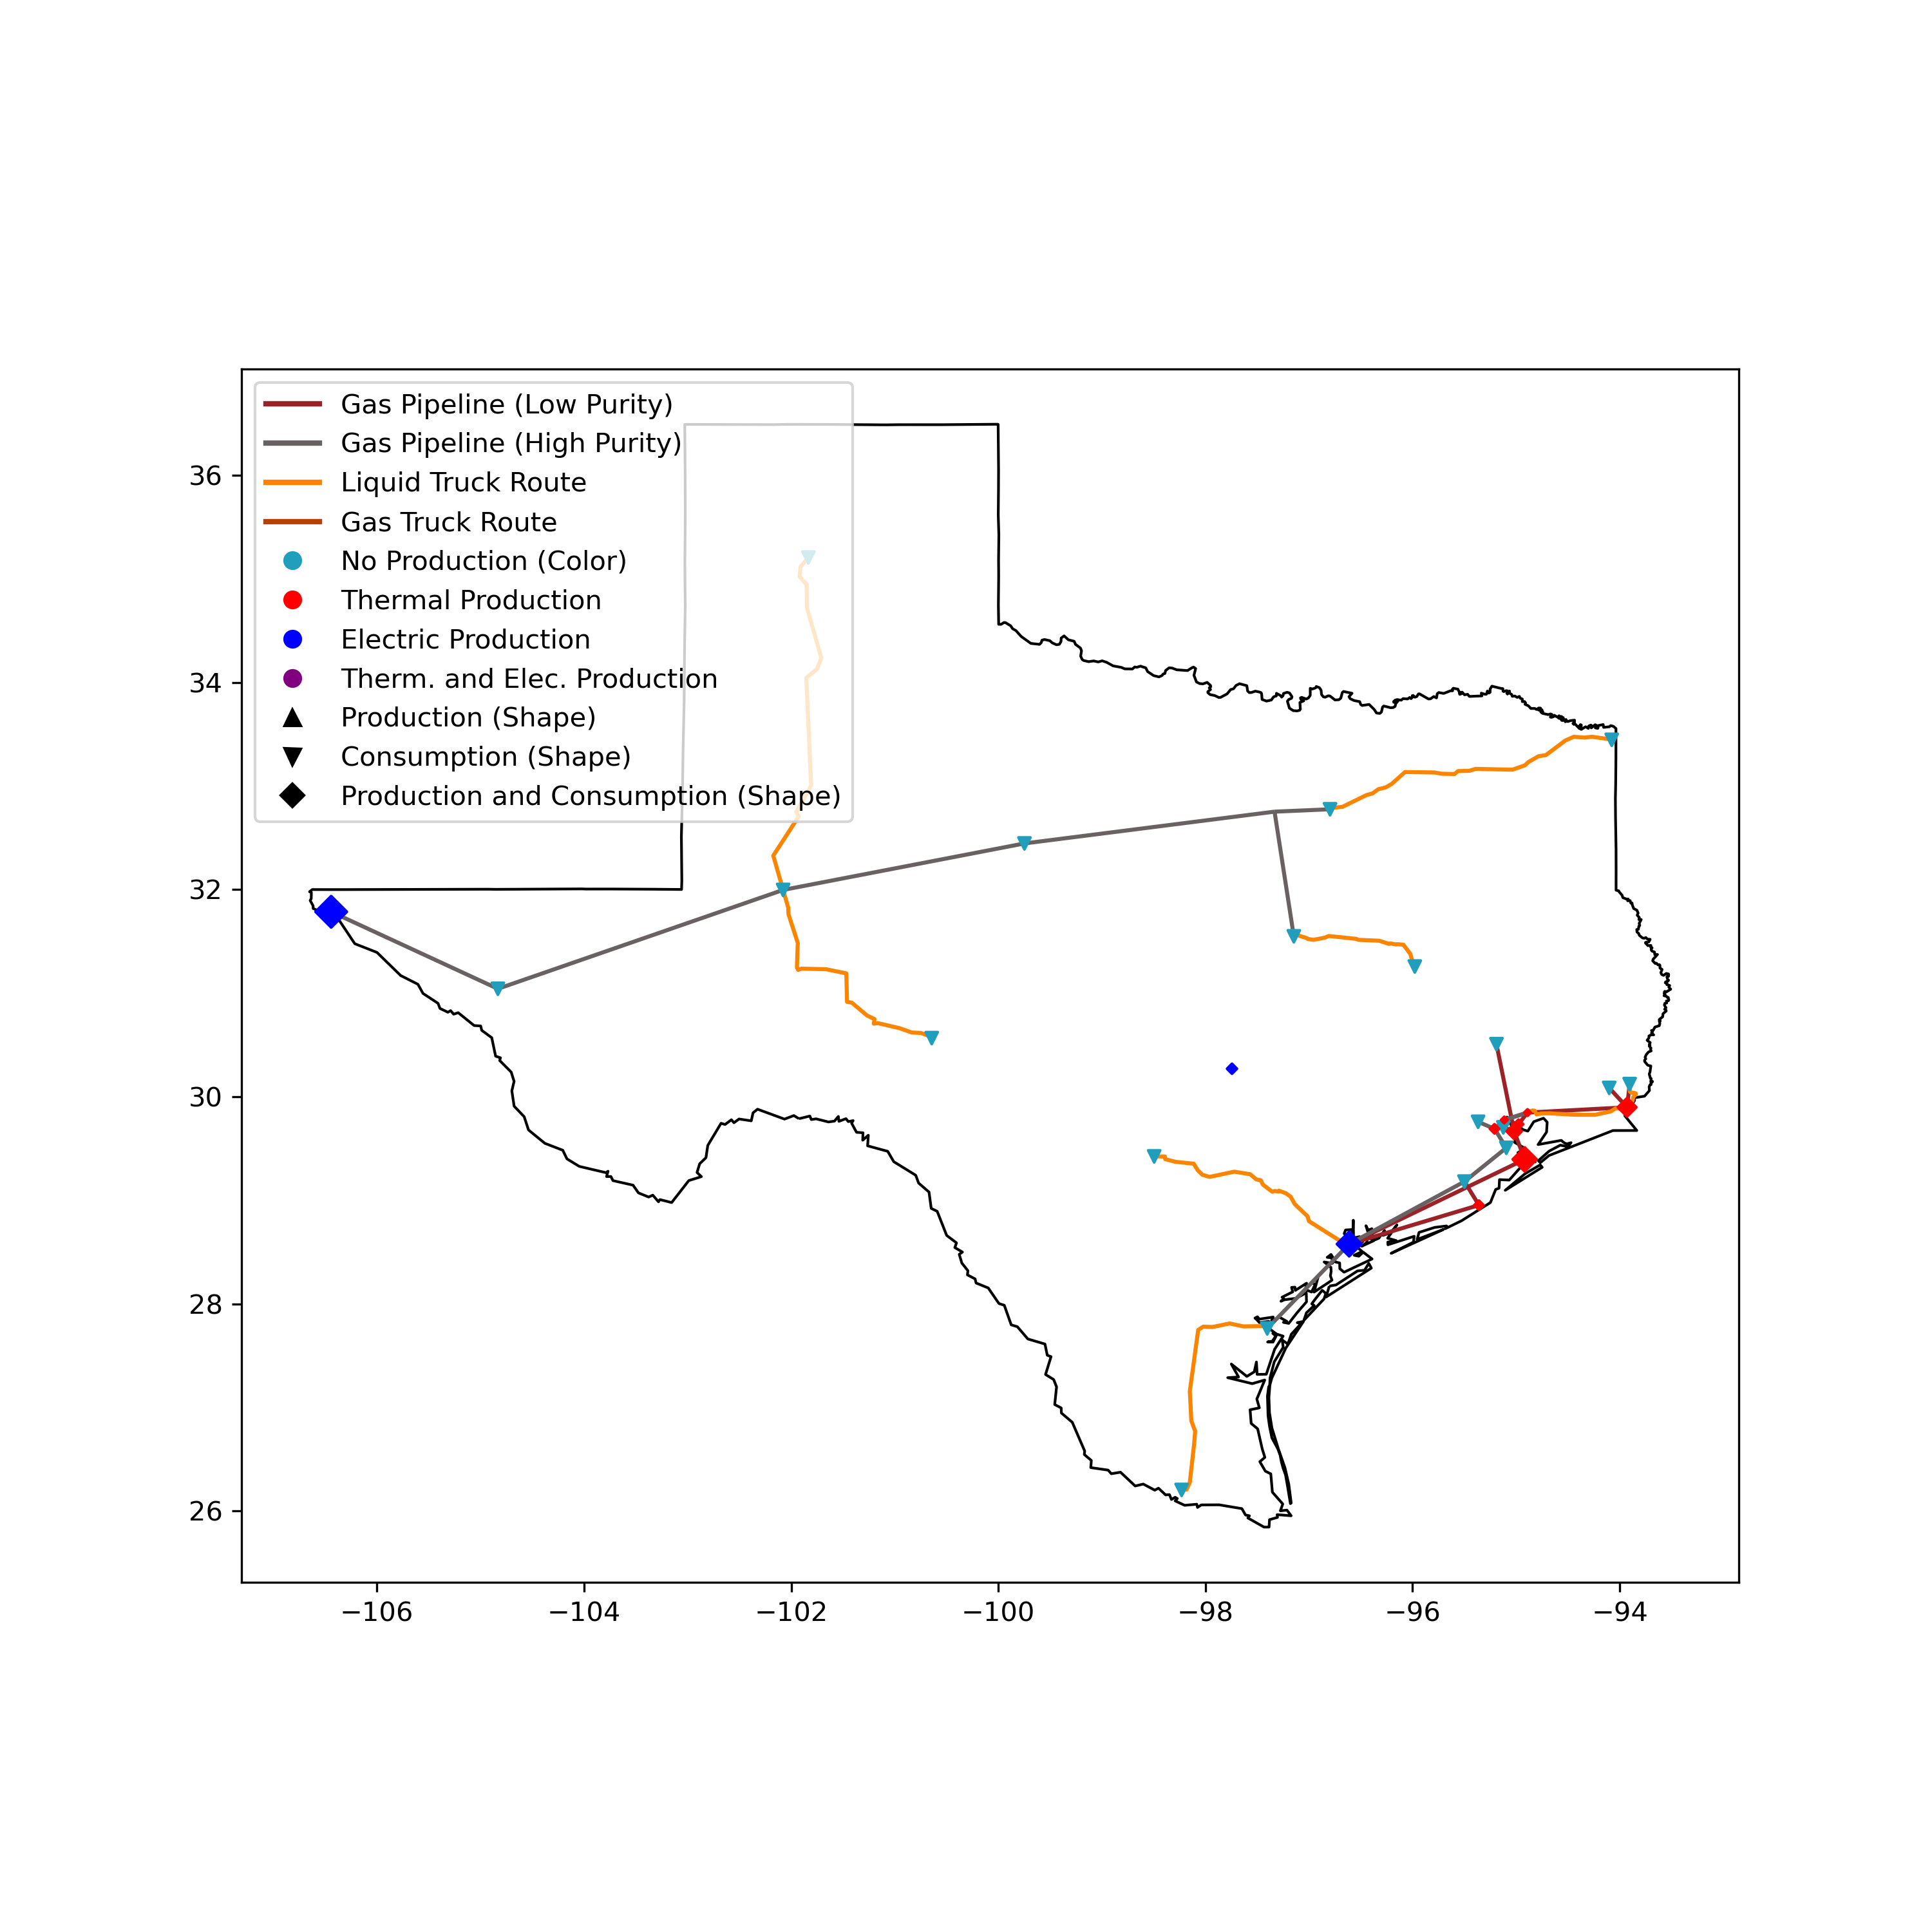 Gas Pipeline (Low Purity)
Gas Pipeline (High Purity)
Liquid Truck Route
Gas Truck Route
No Production (Color)
Thermal Production
Electric Production
Therm. and Elec. Production
Production (Shape)
Consumption (Shape)
Production and Consumption (Shape)
36
34
32
30
28
26
−106
−104
−102
−100
−98
−96
−94